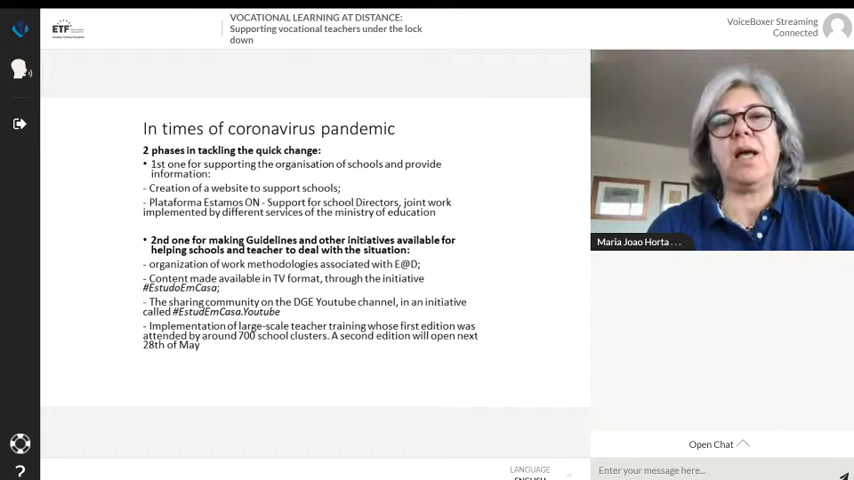 ETF
VOCATIONAL LEARNING AT DISTANCE:
Supporting vocational teachers under the lock
down
VoiceBoxer Streaming
Connected
In times of coronavirus pandemic
2 phases in tackling the quick change:
• 1st one for supporting the organisation of schools and provide
information:
- Creation of a website to support schools;
- Plataforma Estamos ON - Support for school Directors, joint work
implemented by different services of the ministry of education
• 2nd one for making Guidelines and other initiatives available for
helping schools and teacher to deal with the situation:
- organization of work methodologies associated with E@D;
- Content made available in TV format, through the initiative
#EstudoEmCasa;
- The sharing community on the DGE Youtube channel, in an initiative
called #EstudEmCasa.Youtube
- Implementation of large-scale teacher training whose first edition was
attended by around 700 school clusters. A second edition will open next
28th of May
Maria Joao Horta ...
Open Chat
Enter your message here...
LANGUAGE
ENGLISH
?